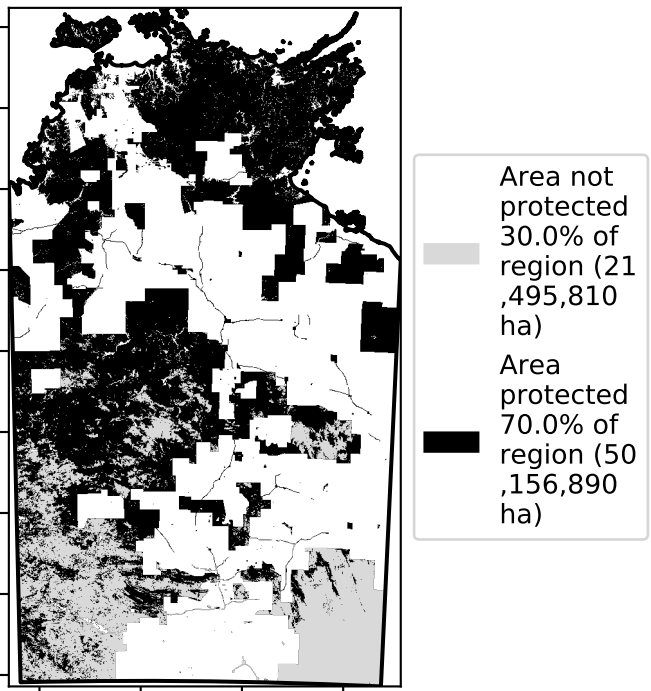 Area not
protected
30.0% of
region (21
,495,810
ha)
Area
protected
70.0% of
region (50
,156,890
ha)